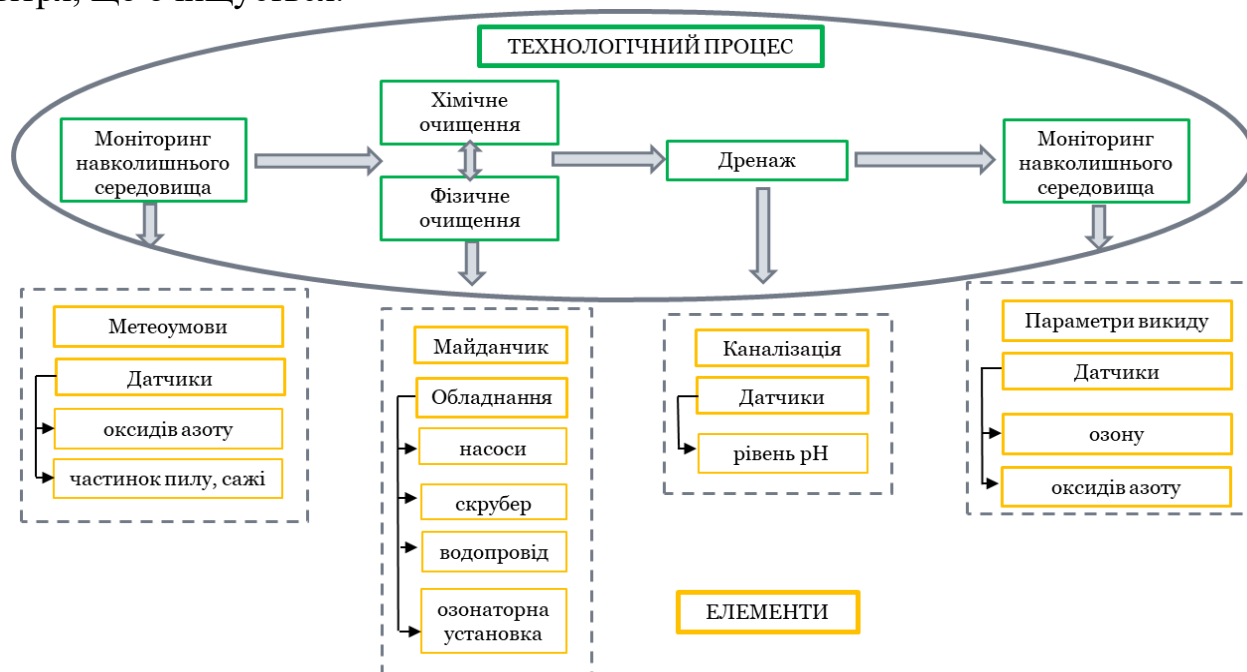 що очищується.
ТЕХНОЛОГІЧНИЙ ПРОЦЕС
Моніторинг
навколишнього
середовища
Хімічне
очищення
Фізичне
очищення
Дренаж
Моніторинг
навколишнього
середовища
Метеоумови
Датчики
оксидів азоту
частинок пилу, сажі
Майданчик
Обладнання
насоси
скрубер
водопровід
озонаторна
установка
Каналізація
Датчики
рівень pH
Параметри викиду
Датчики
озону
оксидів азоту
ЕЛЕМЕНТИ